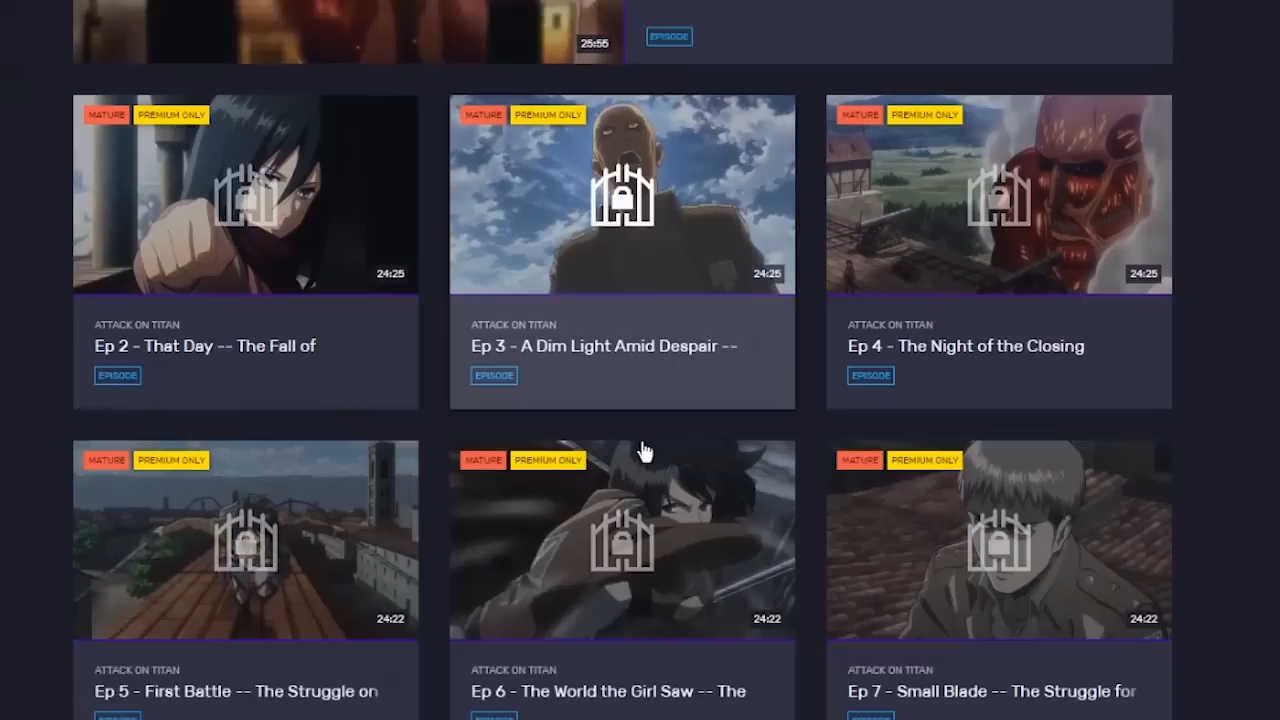 25:55
EPISODE
MATURE
PREMIUM ONLY
24:25
ATTACK ON TITAN
Ep 2 - That Day -- The Fall of
EPISODE
MATURE
PREMIUM ONLY
24:25
ATTACK ON TITAN
Ep 3 - A Dim Light Amid Despair --
EPISODE
MATURE
PREMIUM ONLY
24:25
ATTACK ON TITAN
Ep 4 - The Night of the Closing
EPISODE
MATURE
PREMIUM ONLY
24:22
ATTACK ON TITAN
Ep 5 - First Battle -- The Struggle on
EPISODE
MATURE
PREMIUM ONLY
24:22
ATTACK ON TITAN
Ep 6 - The World the Girl Saw -- The
EPISODE
MATURE
PREMIUM ONLY
24:22
ATTACK ON TITAN
Ep 7 - Small Blade -- The Struggle for
EPISODE